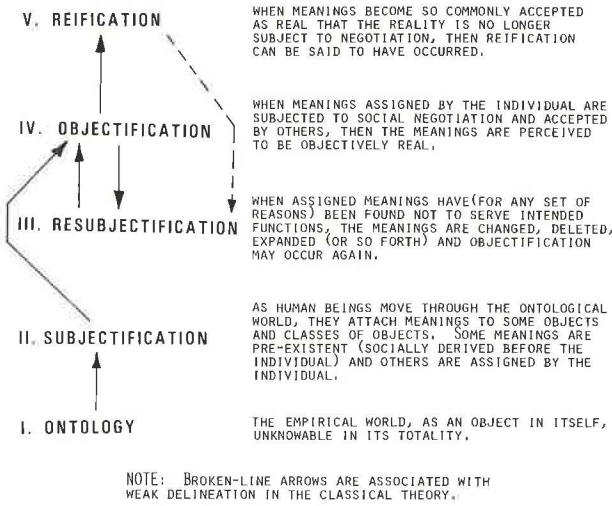 V. REIFICATION
WHEN MEANINGS BECOME SO COMMONLY ACCEPTED
AS REAL THAT THE REALITY IS NO LONGER
SUBJECT TO NEGOTIATION, THEN REIFICATION
CAN BE SAID TO HAVE OCCURRED.
IV. OBJECTIFICATION
WHEN MEANINGS ASSIGNED BY THE INDIVIDUAL ARE
SUBJECTED TO SOCIAL NEGOTIATION AND ACCEPTED
BY OTHERS, THEN THE MEANINGS ARE PERCEIVED
TO BE OBJECTIVELY REAL.
III. RESUBJECTIFICATION
WHEN ASSIGNED MEANINGS HAVE(FOR ANY SET OF
REASONS) BEEN FOUND NOT TO SERVE INTENDED
FUNCTIONS, THE MEANINGS ARE CHANGED, DELETED,
EXPANDED (OR SO FORTH) AND OBJECTIFICATION
MAY OCCUR AGAIN.
II. SUBJECTIFICATION
AS HUMAN BEINGS MOVE THROUGH THE ONTOLOGICAL
WORLD, THEY ATTACH MEANINGS TO SOME OBJECTS
AND CLASSES OF OBJECTS. SOME MEANINGS ARE
PRE-EXISTENT (SOCIALLY DERIVED BEFORE THE
INDIVIDUAL) AND OTHERS ARE ASSIGNED BY THE
INDIVIDUAL.
I. ONTOLOGY
THE EMPIRICAL WORLD, AS AN OBJECT IN ITSELF,
UNKNOWABLE IN ITS TOTALITY.
NOTE: BROKEN-LINE ARROWS ARE ASSOCIATED WITH
WEAK DELINEATION IN THE CLASSICAL THEORY.